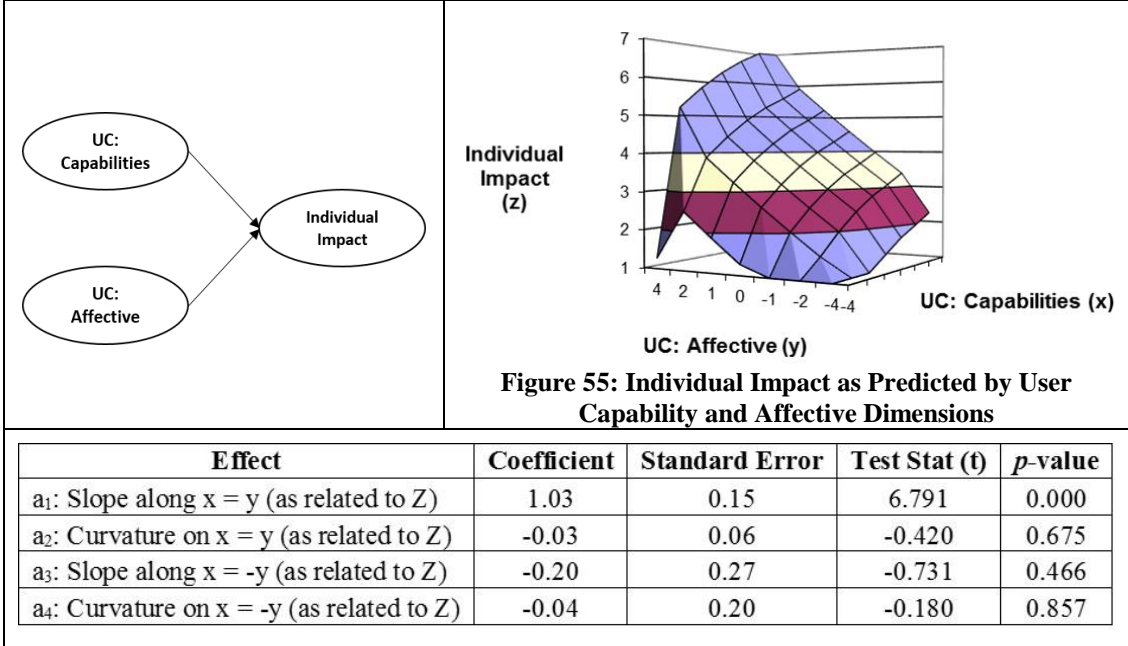 UC:
Capabilities
UC:
Affective
Individual
Impact
Individual
Impact
(z)
7
6
5
4
3
2
1
4 2 1 0 -1 -2 -4 -4
UC: Capabilities (x)
UC: Affective (y)
Figure 55: Individual Impact as Predicted by User
Capability and Affective Dimensions
Effect Coefficient Standard Error Test Stat (t) p-value
a₁: Slope along x = y (as related to Z) 1.03 0.15 6.791 0.000
a₂: Curvature on x = y (as related to Z) -0.03 0.06 -0.420 0.675
a₃: Slope along x = -y (as related to Z) -0.20 0.27 -0.731 0.466
a₄: Curvature on x = -y (as related to Z) -0.04 0.20 -0.180 0.857